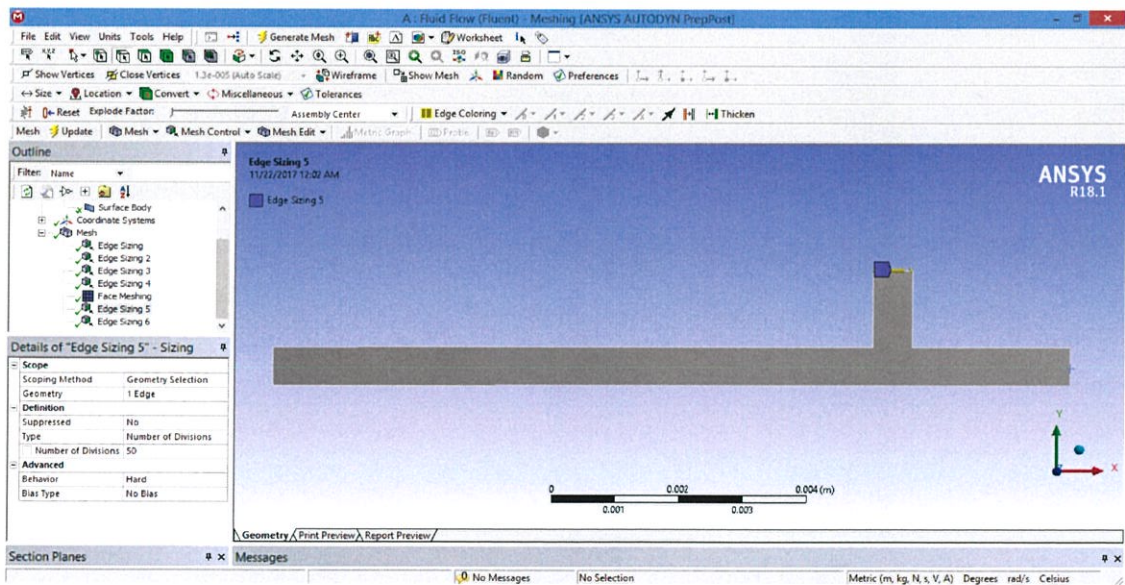 A : Fluid Flow (Fluent) - Meshing [ANSYS AUTODYN PrepPost]
File Edit View Units Tools Help Generate Mesh Worksheet
Show Vertices Close Vertices 1.3e-005 (Auto Scale) Wireframe Show Mesh Random Preferences
Size Location Convert Miscellaneous Tolerances
Reset Explode Factor: Assembly Center Edge Coloring Thicken
Mesh Update Mesh Mesh Control Mesh Edit Metric Graph Probe
Outline
Filter: Name
Surface Body
Coordinate Systems
Mesh
Edge Sizing
Edge Sizing 2
Edge Sizing 3
Edge Sizing 4
Face Meshing
Edge Sizing 5
Edge Sizing 6
Details of "Edge Sizing 5" - Sizing
Scope
Scoping Method Geometry Selection
Geometry 1 Edge
Definition
Suppressed No
Type Number of Divisions
Number of Divisions 50
Advanced
Behavior Hard
Bias Type No Bias
Edge Sizing 5
11/22/2017 12:02 AM
Edge Sizing 5
ANSYS
R18.1
Y
X
0 0.002 0.004 (m)
0.001 0.003
Geometry Print Preview Report Preview
Section Planes
Messages
No Messages No Selection Metric (m, kg, N, s, V, A) Degrees rad/s Celsius